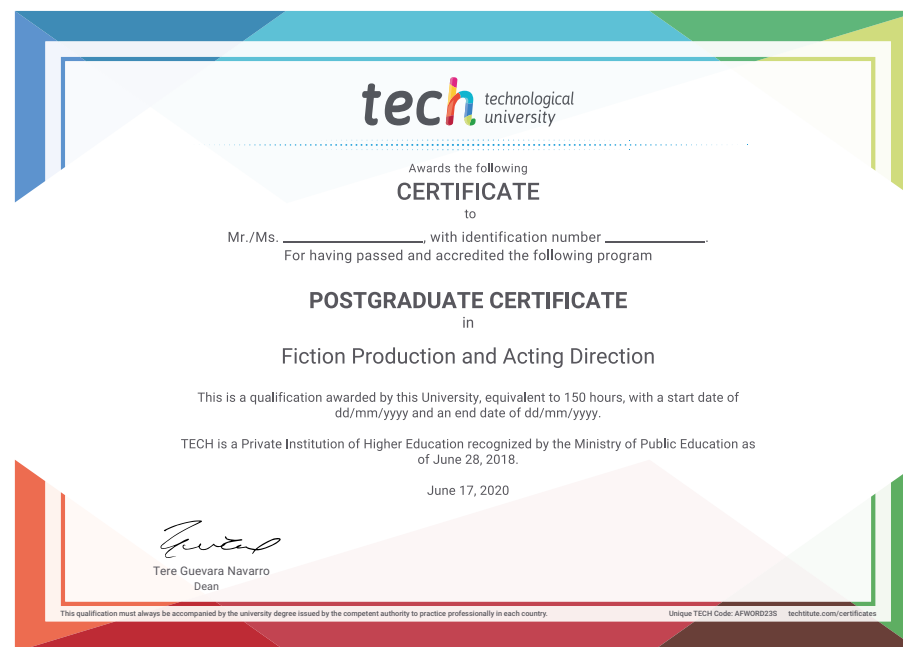 tech technological
university
Awards the following
CERTIFICATE
to
Mr./Ms. ____________________, with identification number ______________.
For having passed and accredited the following program
POSTGRADUATE CERTIFICATE
in
Fiction Production and Acting Direction
This is a qualification awarded by this University, equivalent to 150 hours, with a start date of
dd/mm/yyyy and an end date of dd/mm/yyyy.
TECH is a Private Institution of Higher Education recognized by the Ministry of Public Education as
of June 28, 2018.
June 17, 2020
Tere Guevara Navarro
Dean
This qualification must always be accompanied by the university degree issued by the competent authority to practice professionally in each country. Unique TECH Code: AFWORD23S techtitute.com/certificates